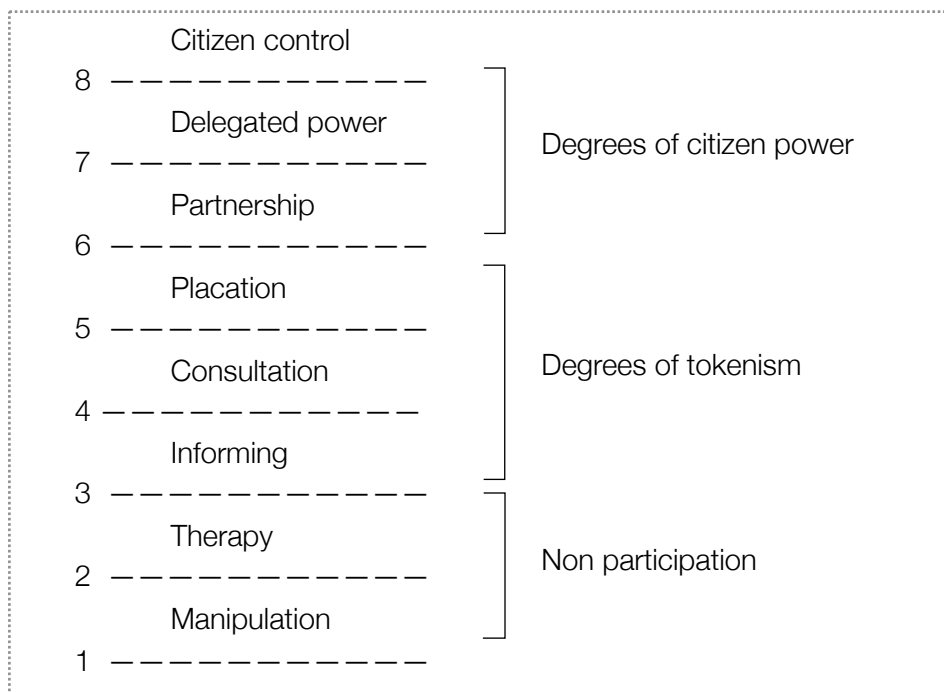 Citizen control
8
Delegated power
Degrees of citizen power
7
Partnership
6
Placation
5
Consultation
Degrees of tokenism
4
Informing
3
Therapy
Non participation
2
Manipulation
1